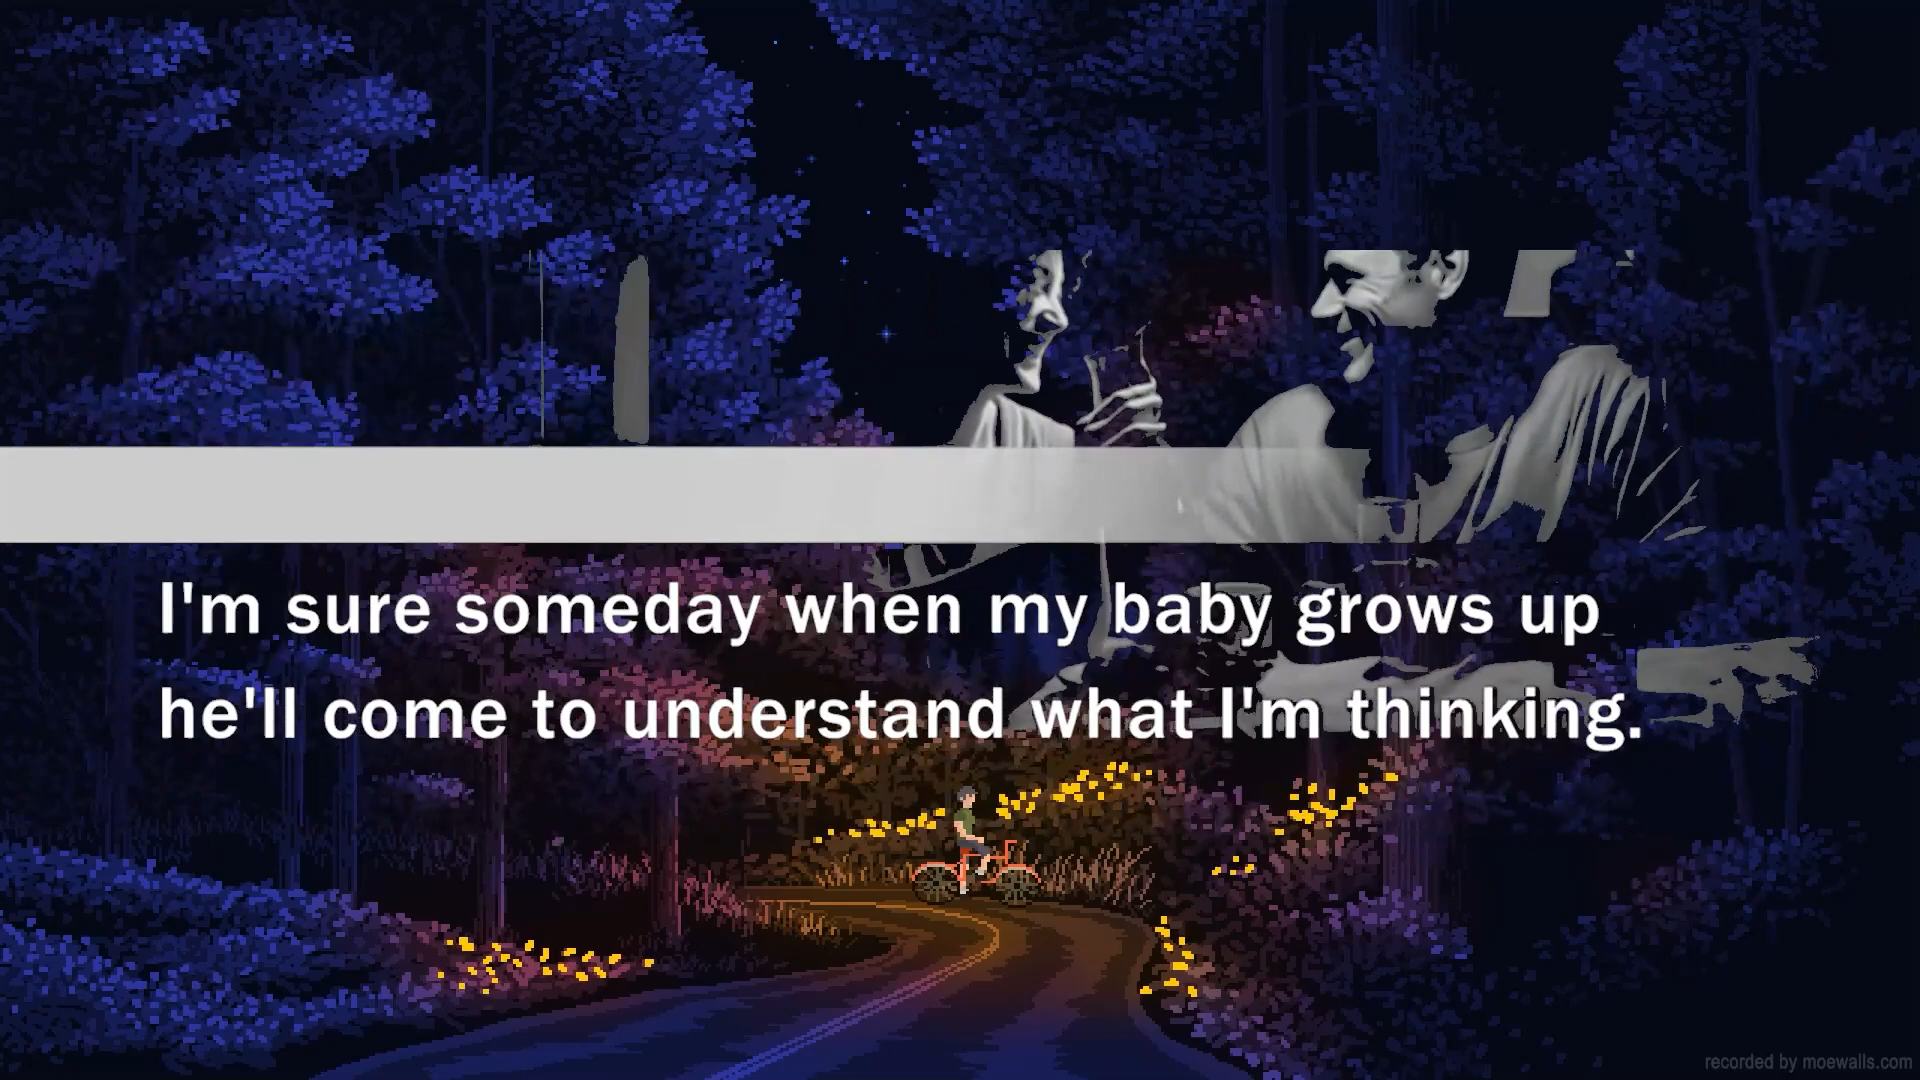 I'm sure someday when my baby grows up
he'll come to understand what I'm thinking.
recorded by moewalls.com